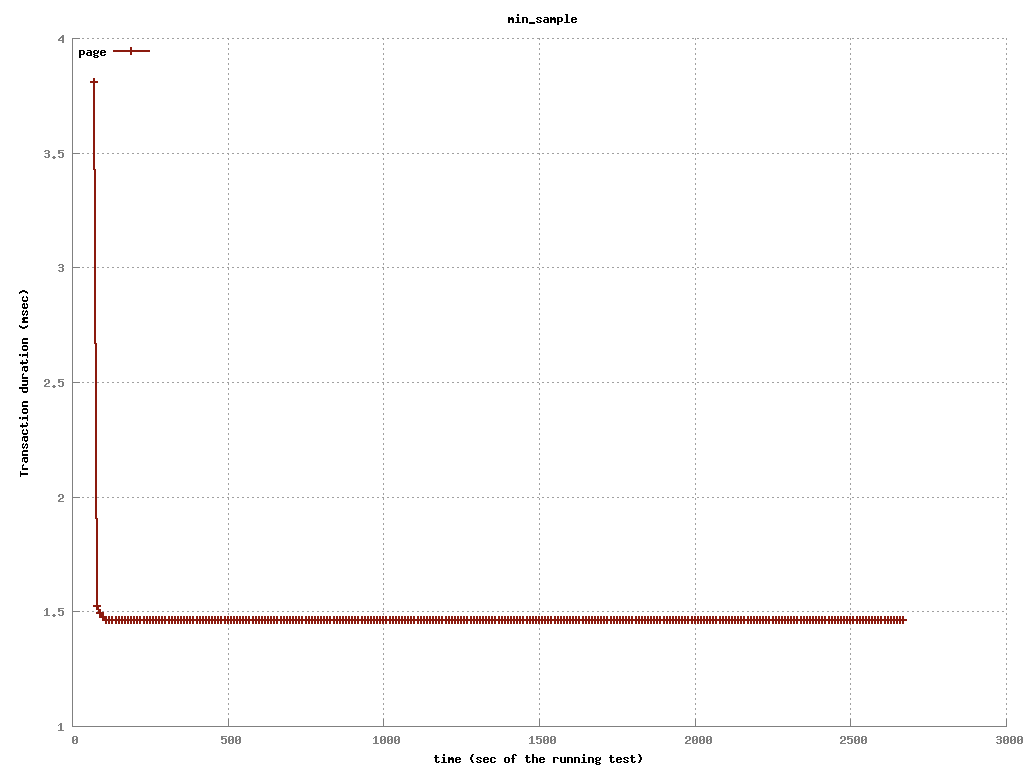 min_sample
page
4
3.5
3
2.5
2
1.5
1
Transaction duration (msec)
0 500 1000 1500 2000 2500 3000
time (sec of the running test)